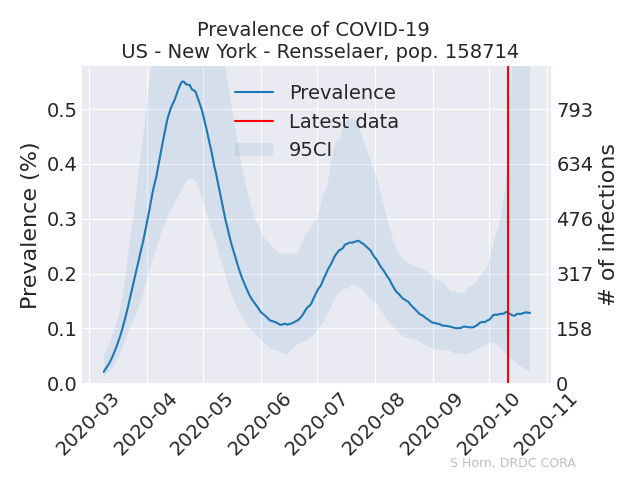 Prevalence of COVID-19
US - New York - Rensselaer, pop. 158714
Prevalence
Latest data
95CI
Prevalence (%)
0.5
0.4
0.3
0.2
0.1
0.0
793
634
476
317
158
0
# of infections
2020-03
2020-04
2020-05
2020-06
2020-07
2020-08
2020-09
2020-10
2020-11
S Horn, DRDC CORA